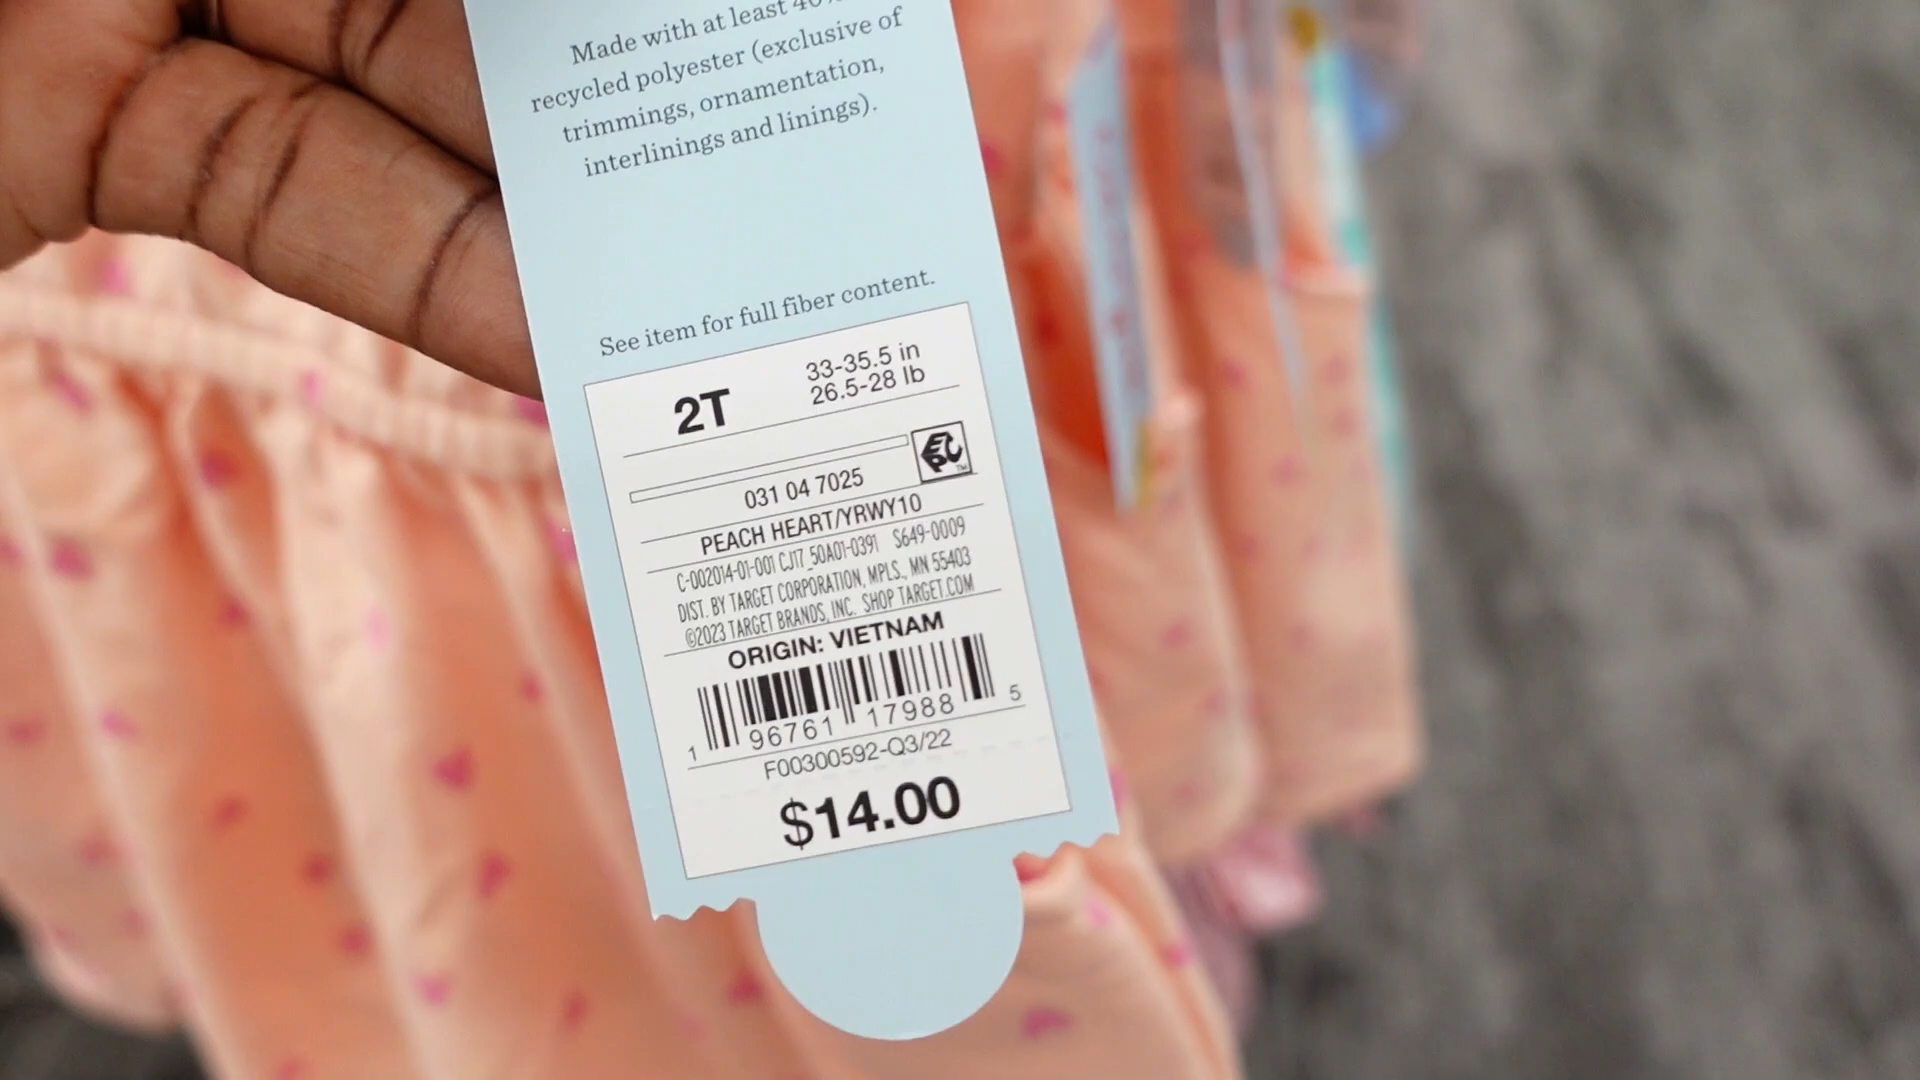 Made with at least 40%
recycled polyester (exclusive of
trimmings, ornamentation,
interlinings and linings).
See item for full fiber content.
2T
33-35.5 in
26.5-28 lb
031 04 7025
PEACH HEART/YRWY10
C-002014-01-001 CJ17_50A01-0391 S649-0009
DIST. BY TARGET CORPORATION, MPLS., MN 55403
©2023 TARGET BRANDS, INC. SHOP TARGET.COM
ORIGIN: VIETNAM
1 96761 17988 5
F00300592-Q3/22
$14.00